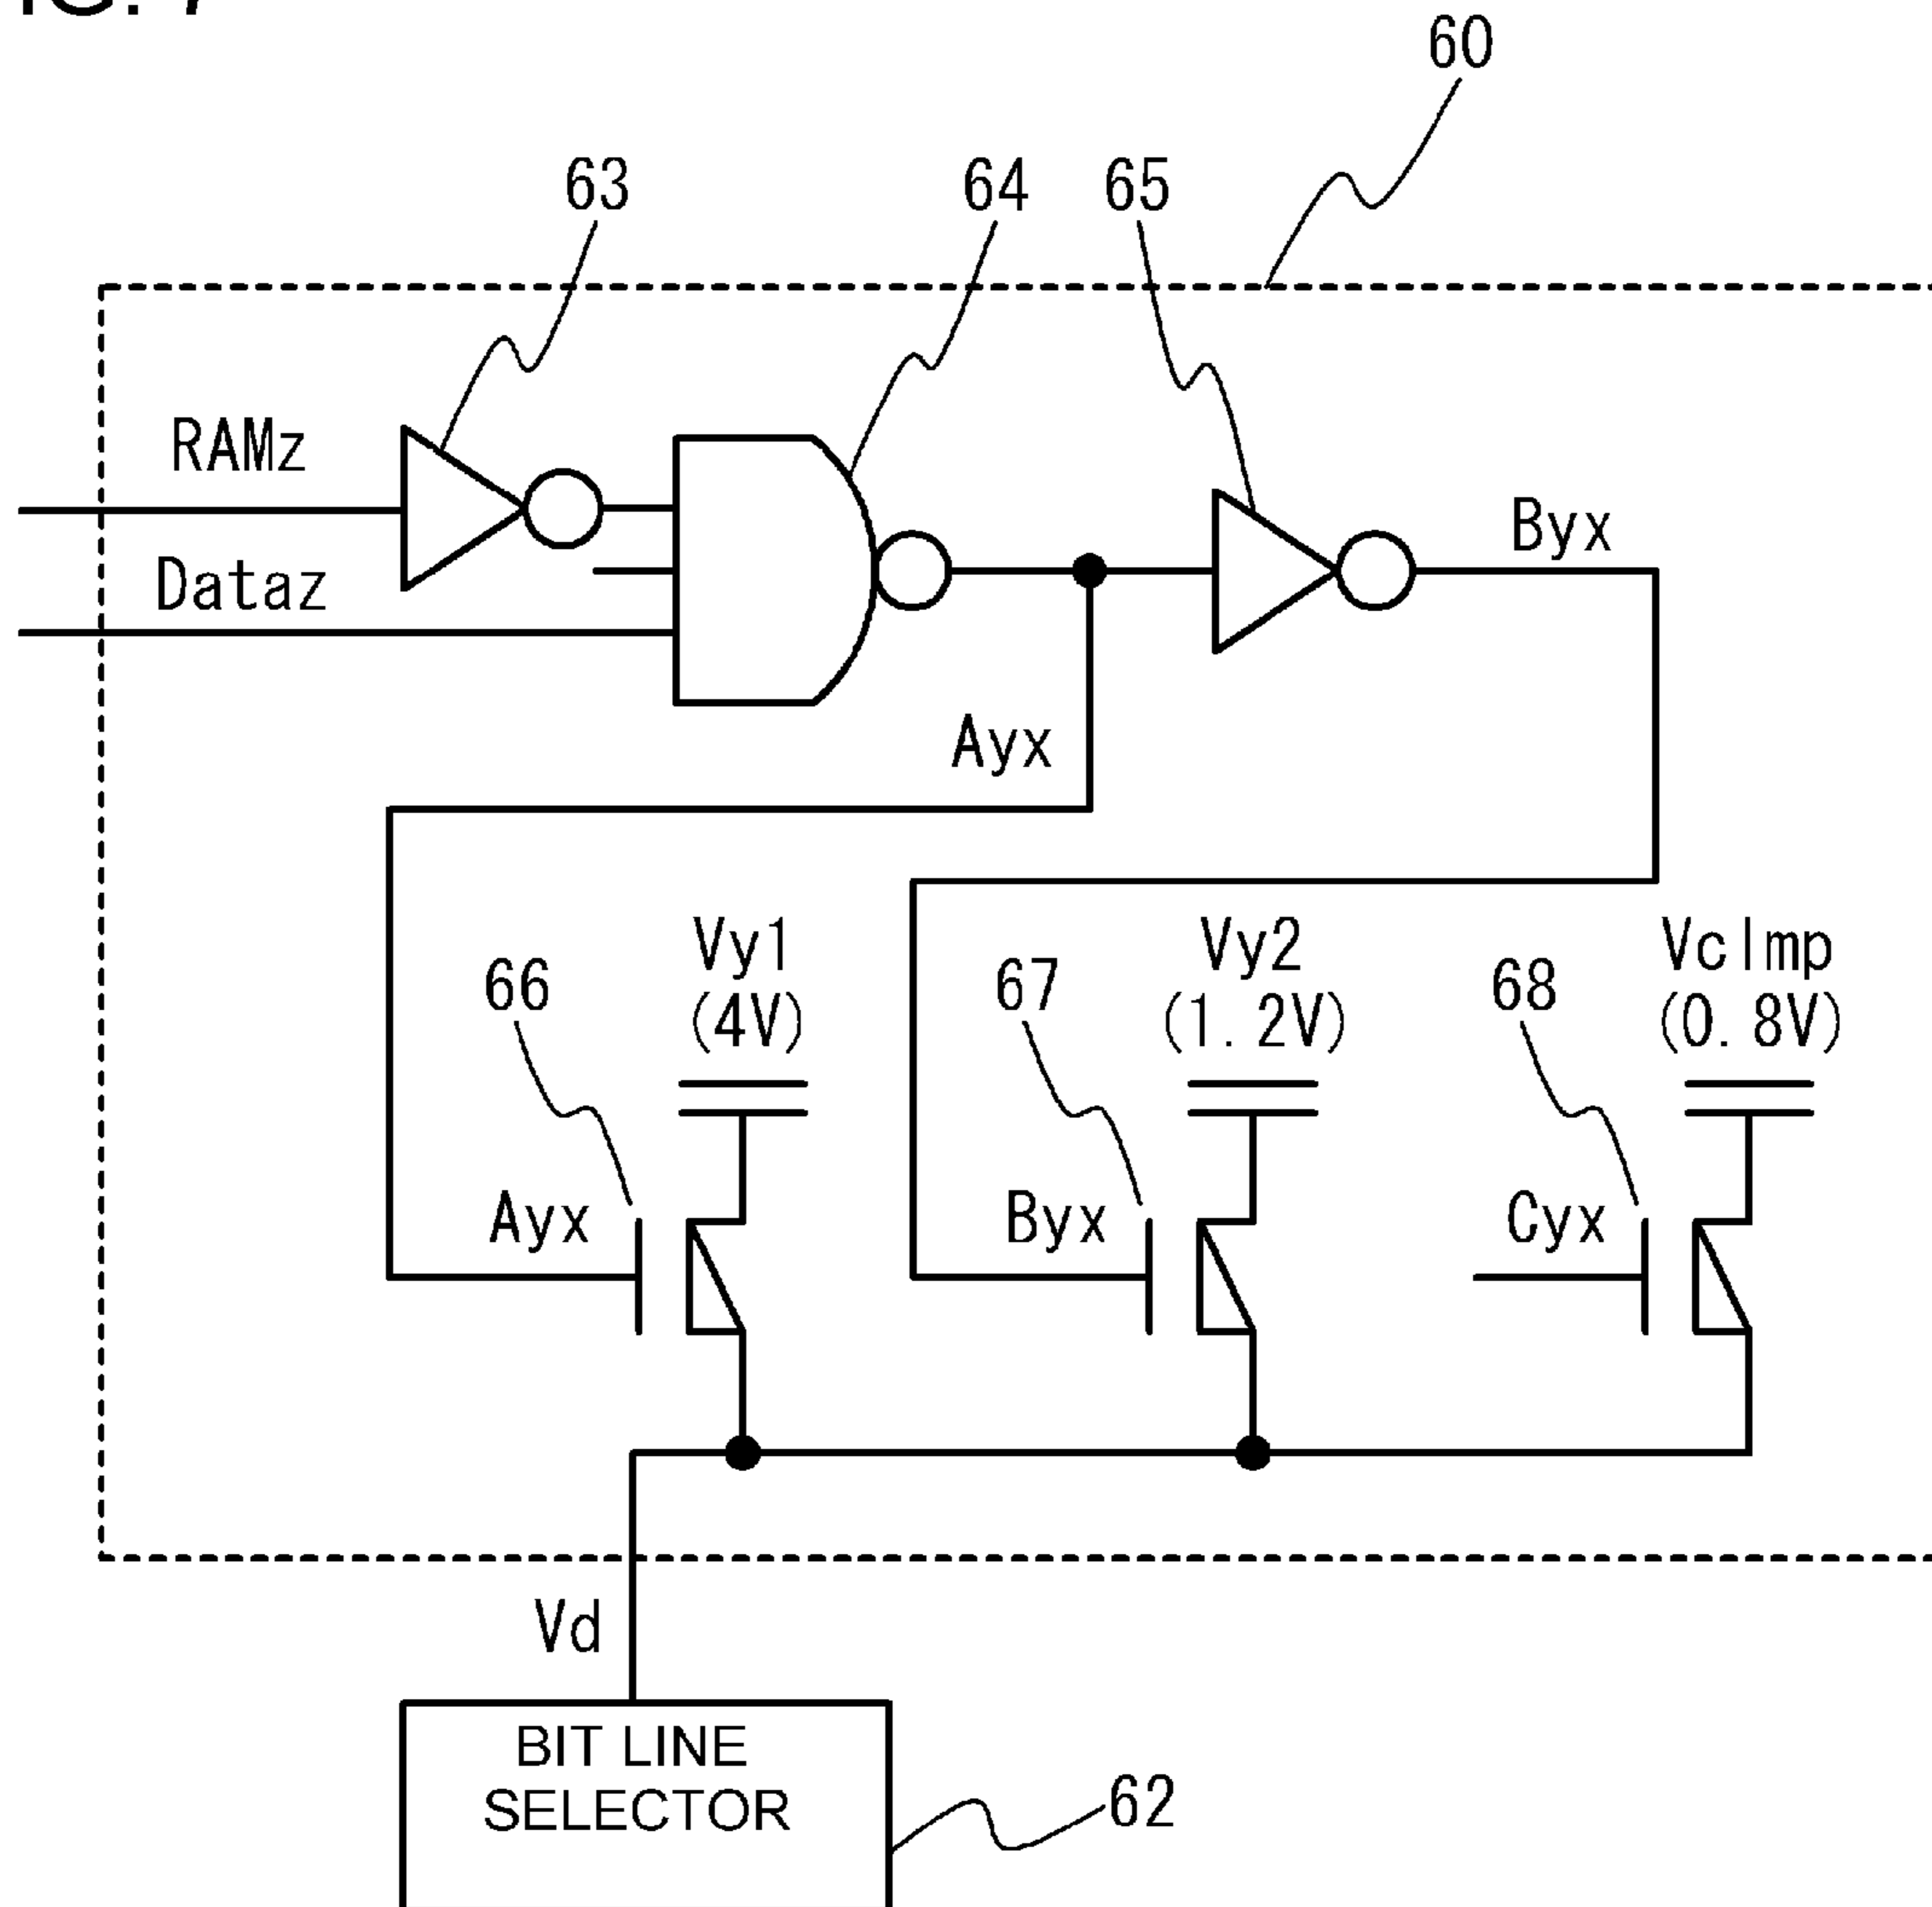 60
63
64
65
RAMz
Dataz
Byx
Ayx
Vy1
(4V)
Vy2
(1.2V)
Vclmp
(0.8V)
66
67
68
Ayx
Byx
Cyx
Vd
BIT LINE
SELECTOR
62